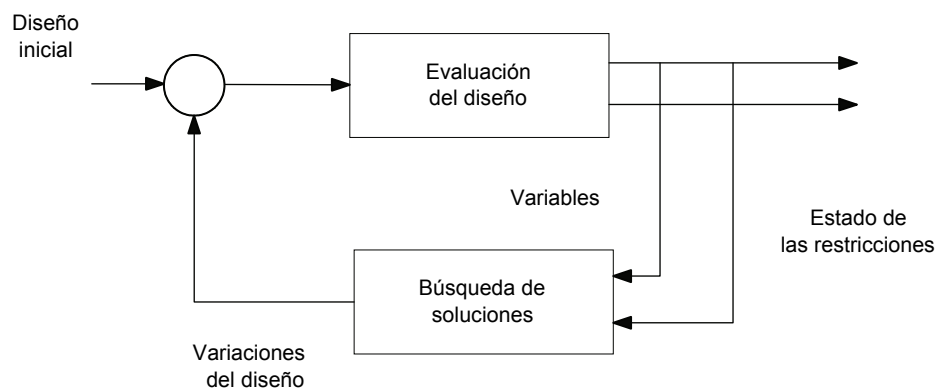 Diseño
inicial
Evaluación
del diseño
Variables
Estado de
las restricciones
Búsqueda de
soluciones
Variaciones
del diseño